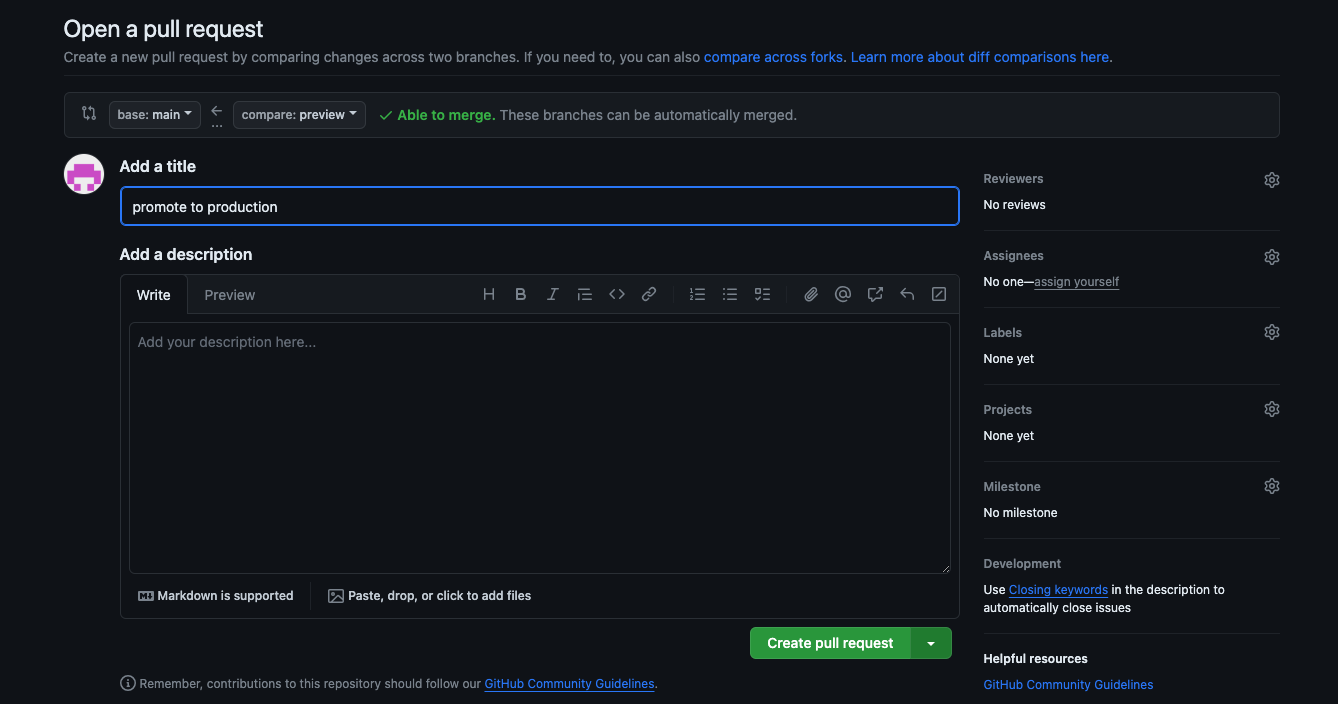 Open a pull request
Create a new pull request by comparing changes across two branches. If you need to, you can also compare across forks. Learn more about diff comparisons here.
base: main
compare: preview
Able to merge. These branches can be automatically merged.
Add a title
promote to production
Add a description
Write
Preview
Add your description here...
Markdown is supported
Paste, drop, or click to add files
Create pull request
Remember, contributions to this repository should follow our GitHub Community Guidelines.
Reviewers
No reviews
Assignees
No one—assign yourself
Labels
None yet
Projects
None yet
Milestone
No milestone
Development
Use Closing keywords in the description to
automatically close issues
Helpful resources
GitHub Community Guidelines